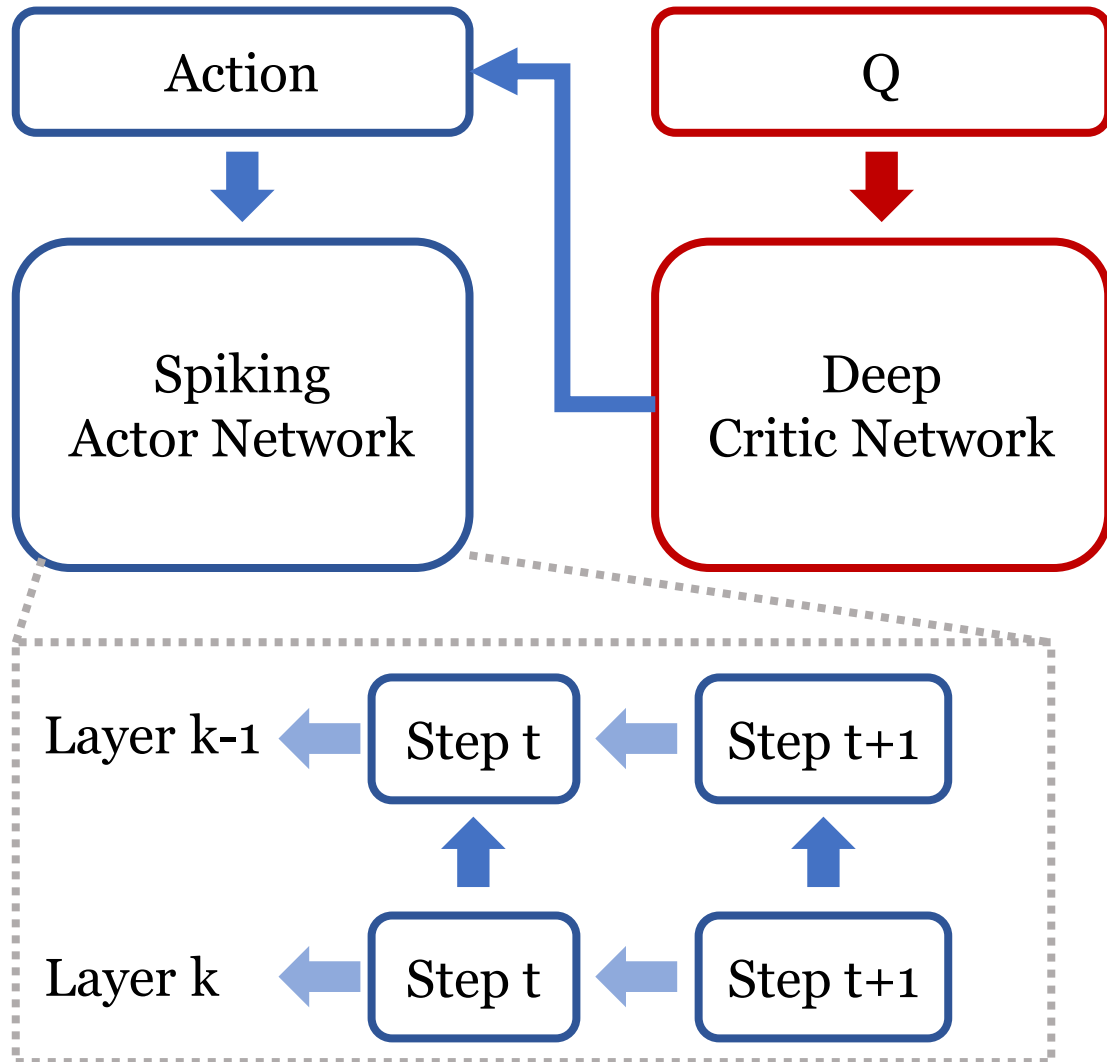 Action
Q
Spiking
Actor Network
Deep
Critic Network
Layer k-1
Step t
Step t+1
Layer k
Step t
Step t+1